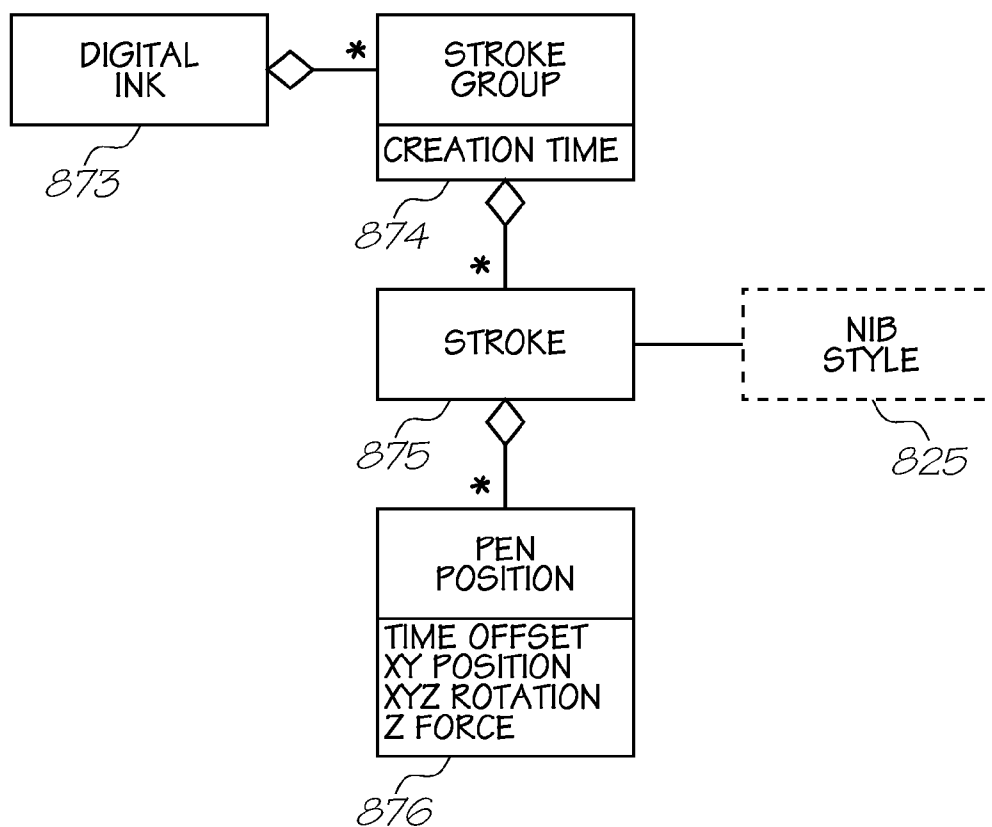 DIGITAL
INK
*
STROKE
GROUP
CREATION TIME
873
874
*
STROKE
NIB
STYLE
875
825
*
PEN
POSITION
TIME OFFSET
XY POSITION
XYZ ROTATION
Z FORCE
876